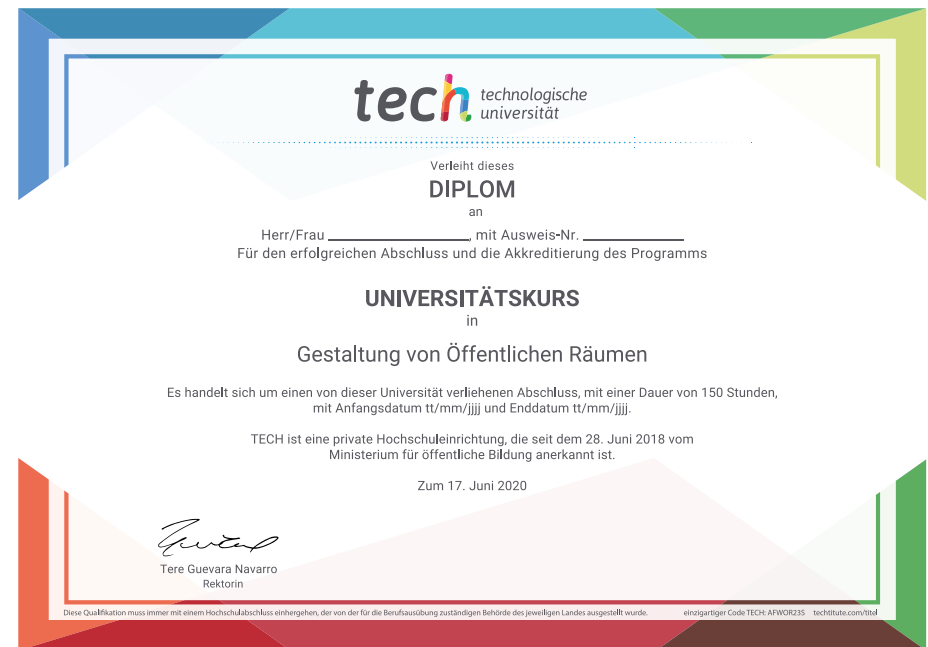 tech technologische
universität
Verleiht dieses
DIPLOM
an
Herr/Frau ____________, mit Ausweis-Nr. ____________
Für den erfolgreichen Abschluss und die Akkreditierung des Programms
UNIVERSITÄTSKURS
in
Gestaltung von Öffentlichen Räumen
Es handelt sich um einen von dieser Universität verliehenen Abschluss, mit einer Dauer von 150 Stunden,
mit Anfangsdatum tt/mm/jjjj und Enddatum tt/mm/jjjj.
TECH ist eine private Hochschuleinrichtung, die seit dem 28. Juni 2018 vom
Ministerium für öffentliche Bildung anerkannt ist.
Zum 17. Juni 2020
Tere Guevara Navarro
Rektorin
Diese Qualifikation muss immer mit einem Hochschulabschluss einhergehen, der von der für die Berufsausübung zuständigen Behörde des jeweiligen Landes ausgestellt wurde. einzigartiger Code TECH: AFWOR23S techtitute.com/titel